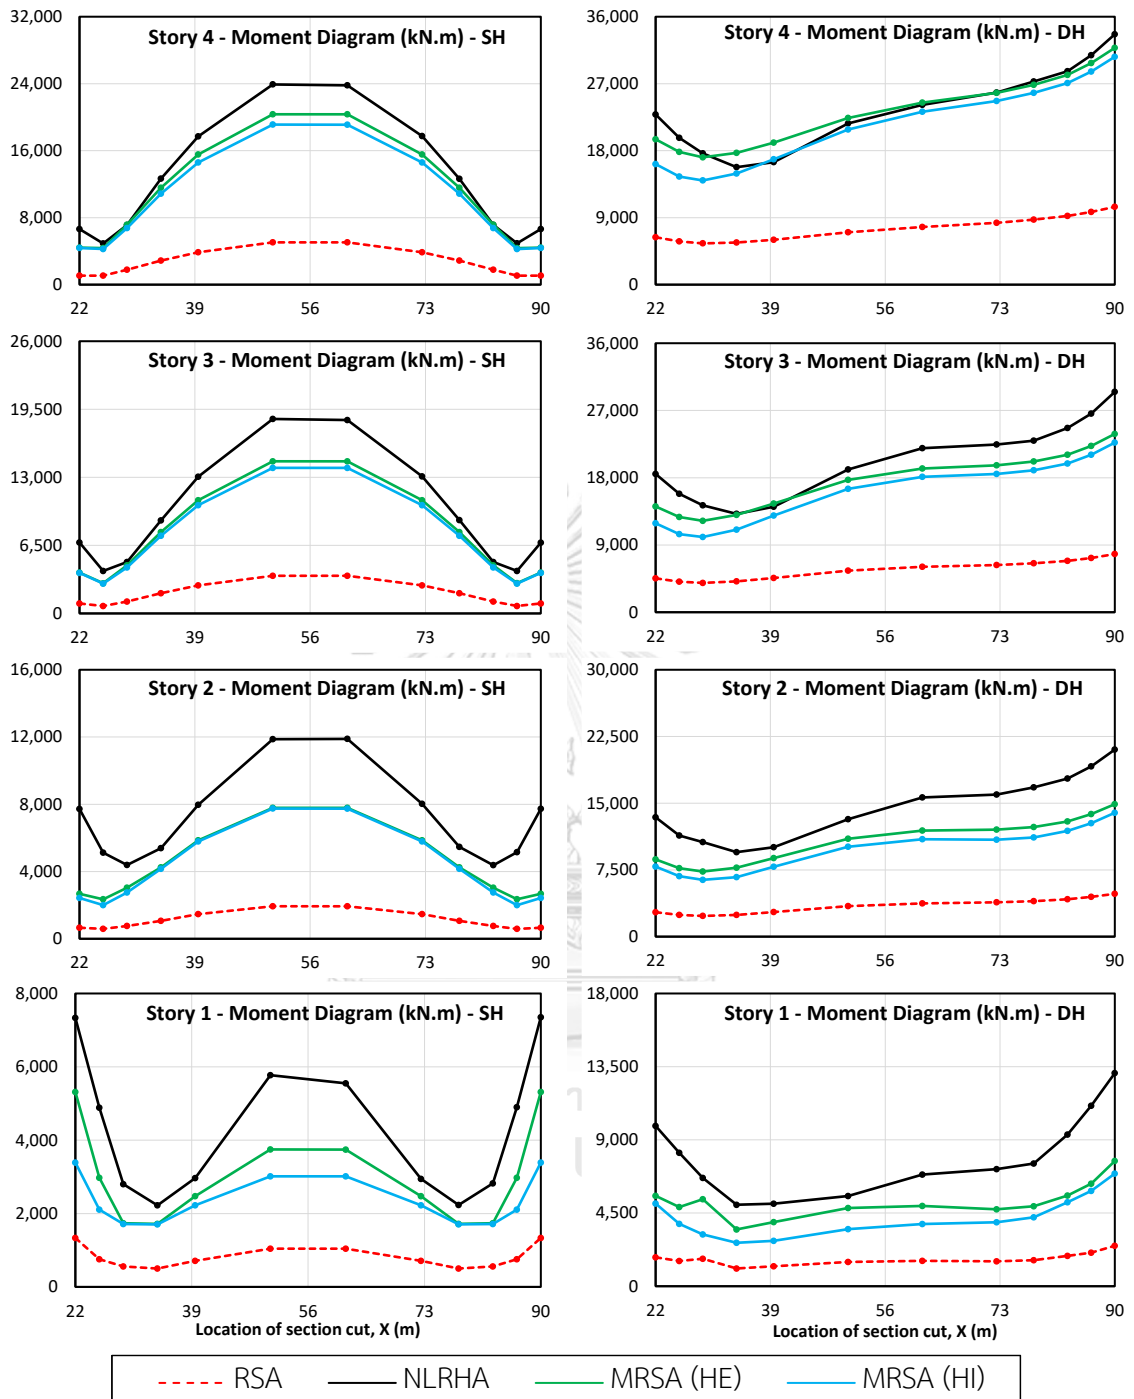 Story 4 - Moment Diagram (kN.m) - SH
32,000
24,000
16,000
8,000
0
22 39 56 73 90
Story 4 - Moment Diagram (kN.m) - DH
36,000
27,000
18,000
9,000
0
22 39 56 73 90
Story 3 - Moment Diagram (kN.m) - SH
26,000
19,500
13,000
6,500
0
22 39 56 73 90
Story 3 - Moment Diagram (kN.m) - DH
36,000
27,000
18,000
9,000
0
22 39 56 73 90
Story 2 - Moment Diagram (kN.m) - SH
16,000
12,000
8,000
4,000
0
22 39 56 73 90
Story 2 - Moment Diagram (kN.m) - DH
30,000
22,500
15,000
7,500
0
22 39 56 73 90
Story 1 - Moment Diagram (kN.m) - SH
8,000
6,000
4,000
2,000
0
22 39 56 73 90
Location of section cut, X (m)
Story 1 - Moment Diagram (kN.m) - DH
18,000
13,500
9,000
4,500
0
22 39 56 73 90
Location of section cut, X (m)
RSA NLRHA MRSA (HE) MRSA (HI)